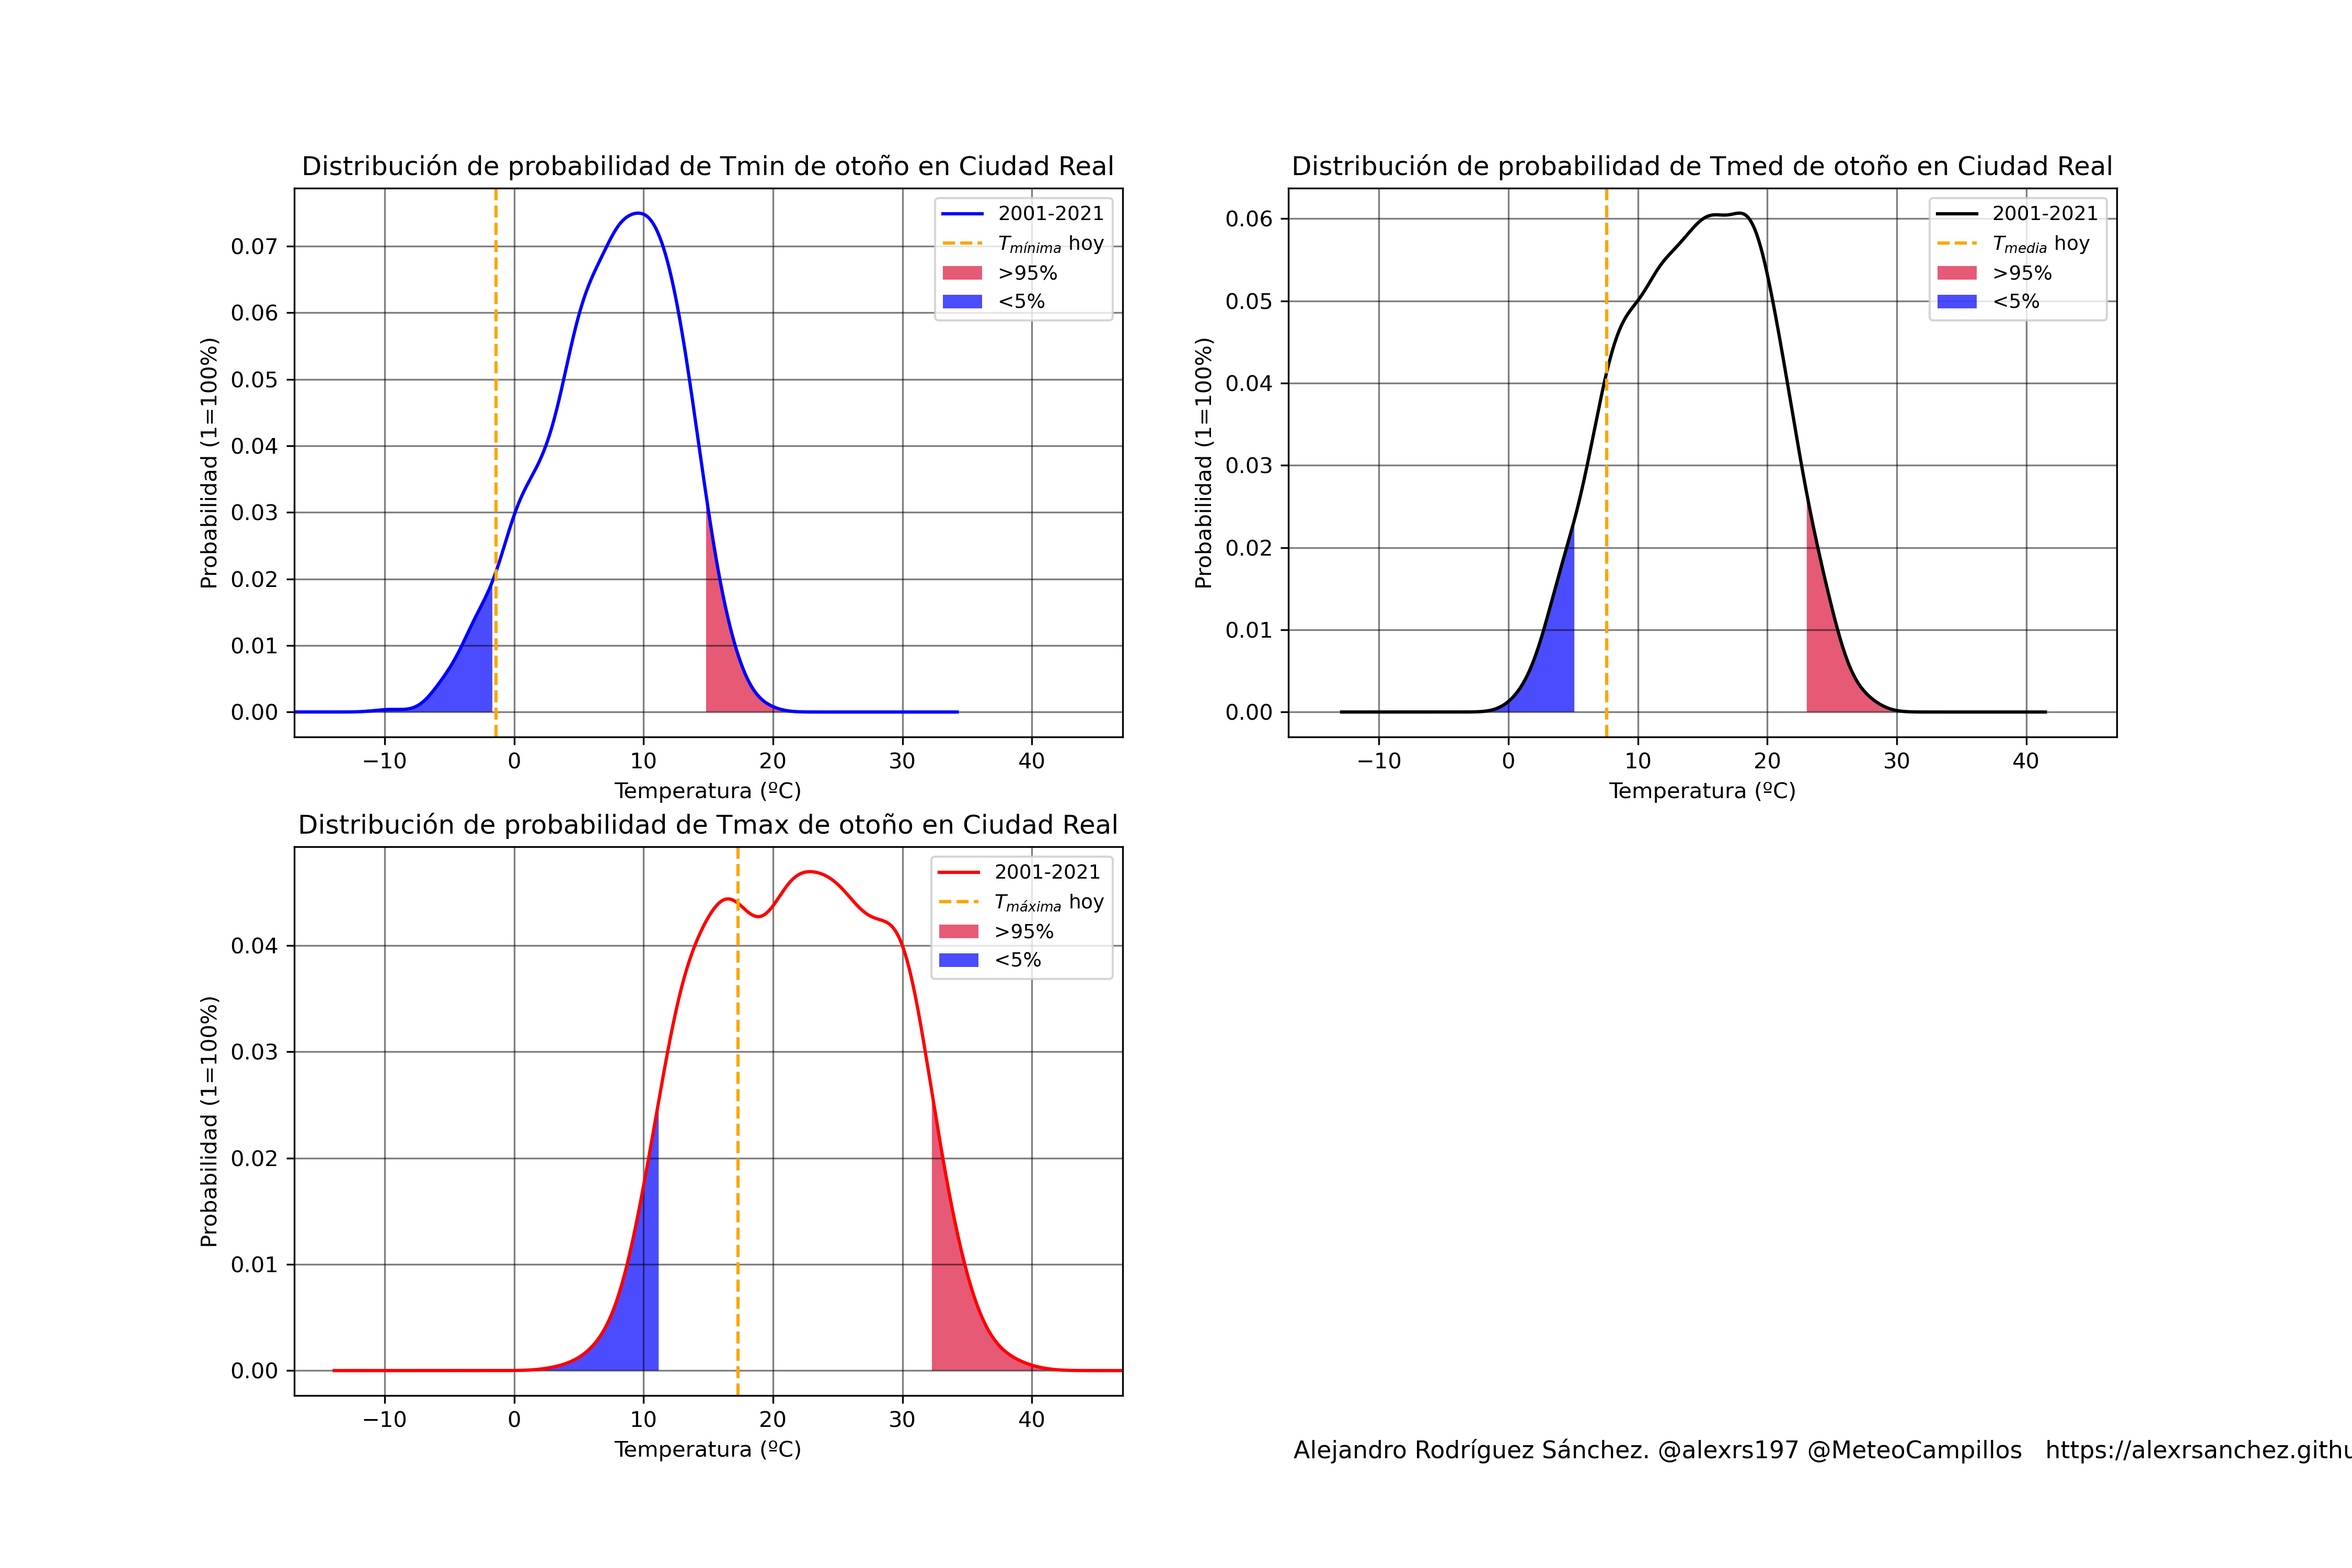 Distribución de probabilidad de Tmin de otoño en Ciudad Real
Probabilidad (1=100%)
0.07
0.06
0.05
0.04
0.03
0.02
0.01
0.00
2001-2021
Tmínima hoy
>95%
<5%
−10 0 10 20 30 40
Temperatura (ºC)
Distribución de probabilidad de Tmed de otoño en Ciudad Real
Probabilidad (1=100%)
0.06
0.05
0.04
0.03
0.02
0.01
0.00
2001-2021
Tmedia hoy
>95%
<5%
−10 0 10 20 30 40
Temperatura (ºC)
Distribución de probabilidad de Tmax de otoño en Ciudad Real
Probabilidad (1=100%)
0.04
0.03
0.02
0.01
0.00
2001-2021
Tmáxima hoy
>95%
<5%
−10 0 10 20 30 40
Temperatura (ºC)
Alejandro Rodríguez Sánchez. @alexrs197 @MeteoCampillos https://alexrsanchez.githu